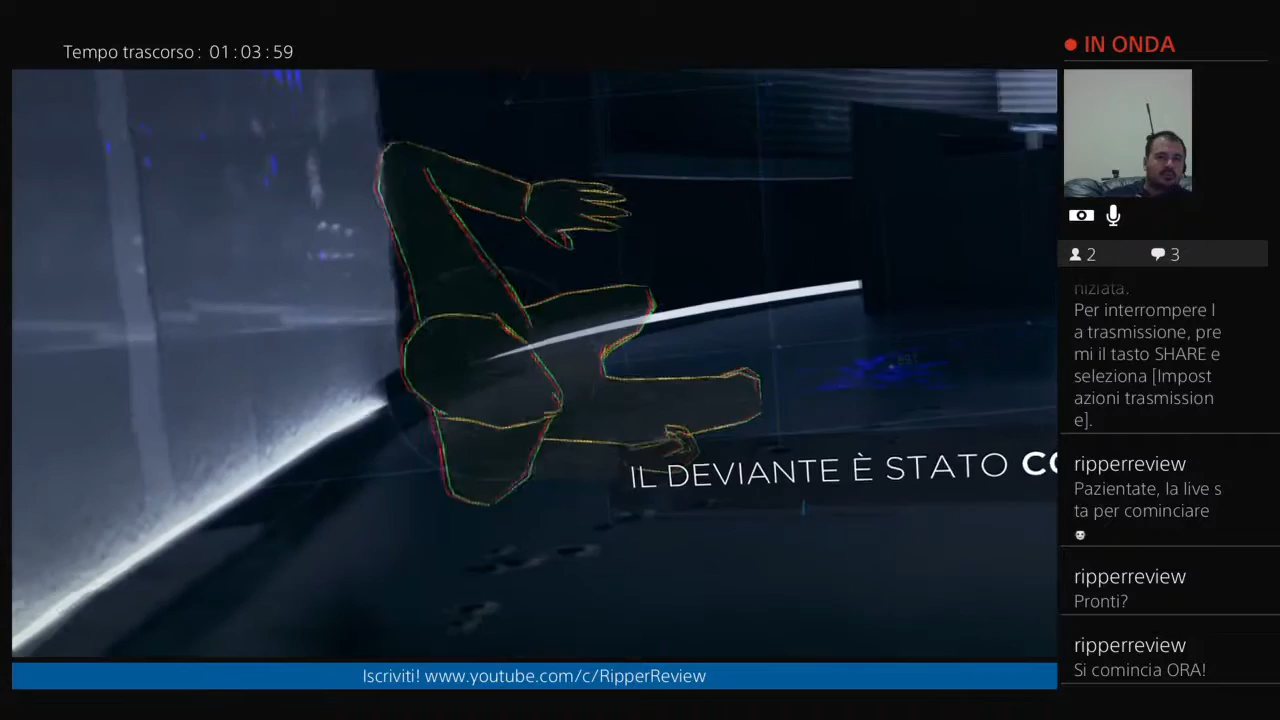 Tempo trascorso: 01:03:59
IN ONDA
2
3
niziata.
Per interrompere l
a trasmissione, pre
mi il tasto SHARE e
seleziona [Impost
azioni trasmission
e].
ripperreview
Pazientate, la live s
ta per cominciare
ripperreview
Pronti?
ripperreview
Si comincia ORA!
IL DEVIANTE È STATO CO
Iscriviti! www.youtube.com/c/RipperReview